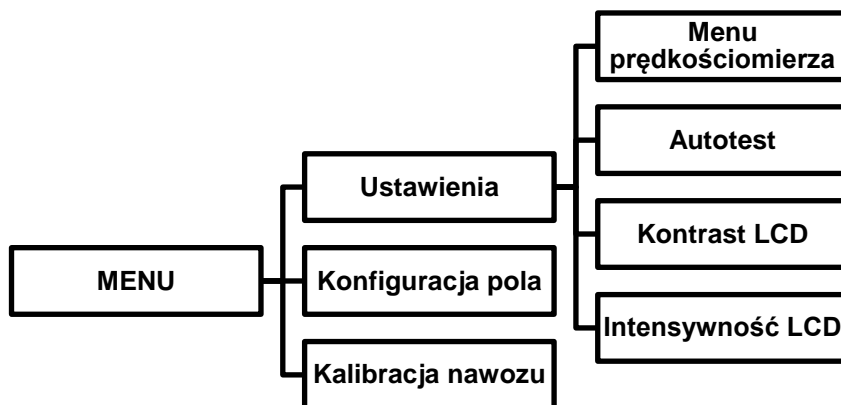 MENU
Ustawienia
Konfiguracja pola
Kalibracja nawozu
Menu
prędkościomierza
Autotest
Kontrast LCD
Intensywność LCD